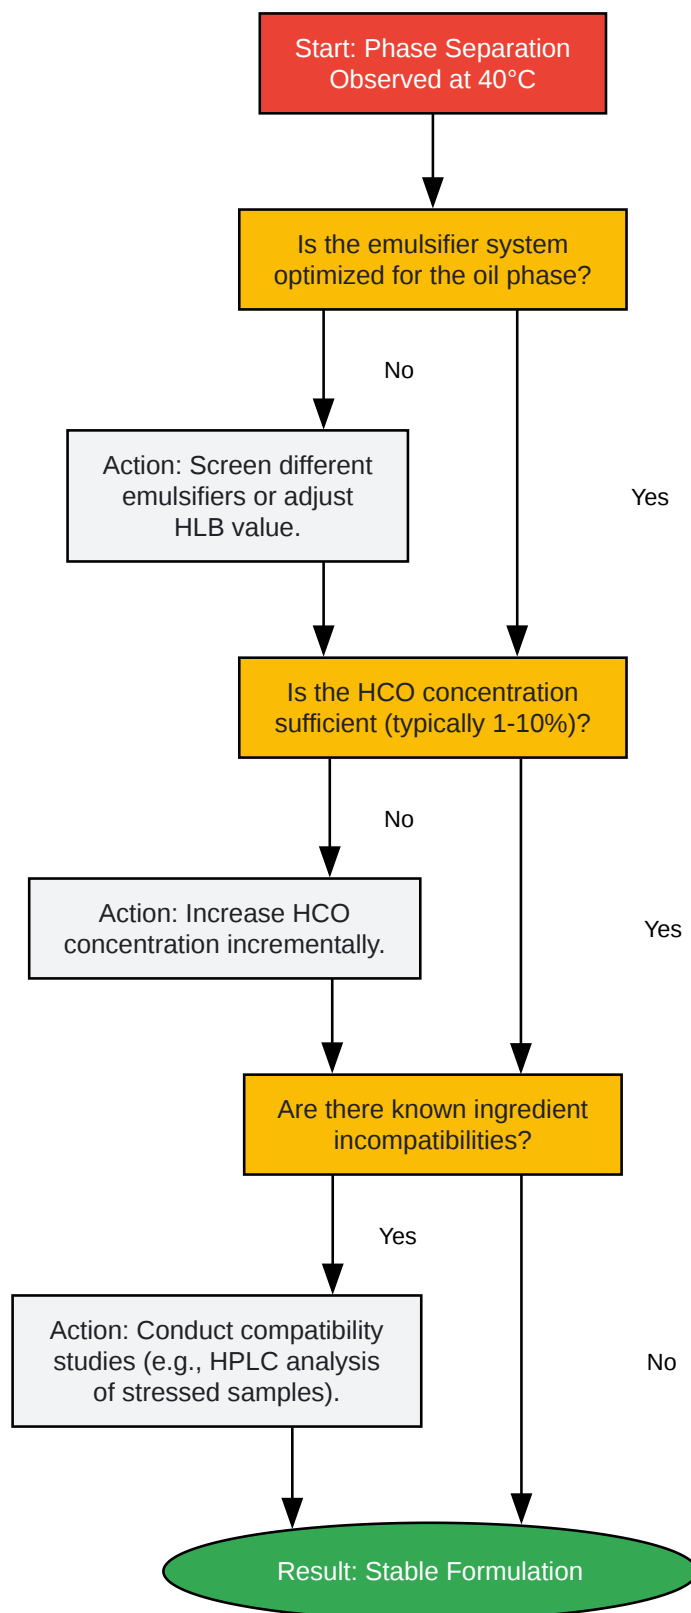 Start: Phase Separation
Observed at 40°C
Is the emulsifier system
optimized for the oil phase?
No
Action: Screen different
emulsifiers or adjust
HLB value.
Yes
Is the HCO concentration
sufficient (typically 1-10%)?
No
Action: Increase HCO
concentration incrementally.
Yes
Are there known ingredient
incompatibilities?
Yes
Action: Conduct compatibility
studies (e.g., HPLC analysis
of stressed samples).
No
Result: Stable Formulation